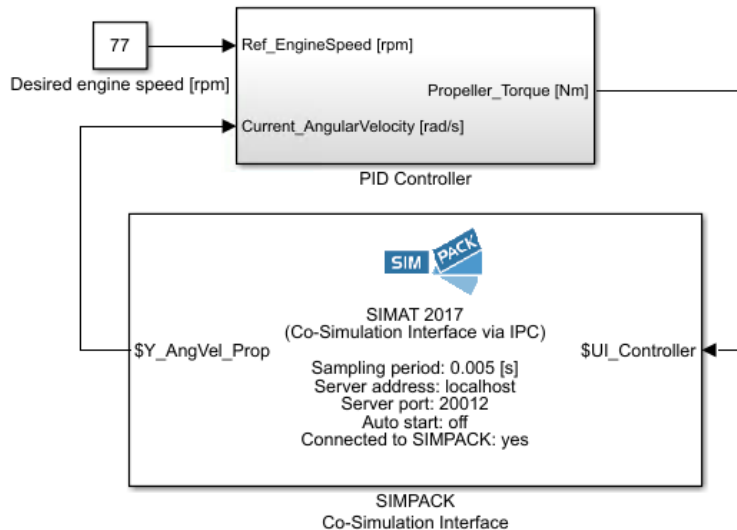 77
Desired engine speed [rpm]
Ref_EngineSpeed [rpm]
Propeller_Torque [Nm]
Current_AngularVelocity [rad/s]
PID Controller
SIM PACK
SIMAT 2017
(Co-Simulation Interface via IPC)
$Y_AngVel_Prop
$UI_Controller
Sampling period: 0.005 [s]
Server address: localhost
Server port: 20012
Auto start: off
Connected to SIMPACK: yes
SIMPACK
Co-Simulation Interface